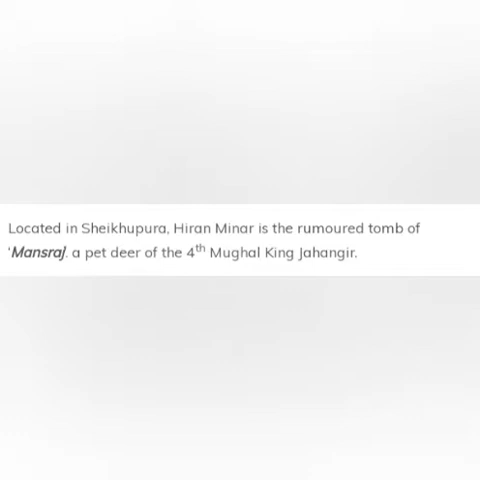 Located in Sheikhupura, Hiran Minar is the rumoured tomb of
‘Mansraj. a pet deer of the 4th Mughal King Jahangir.